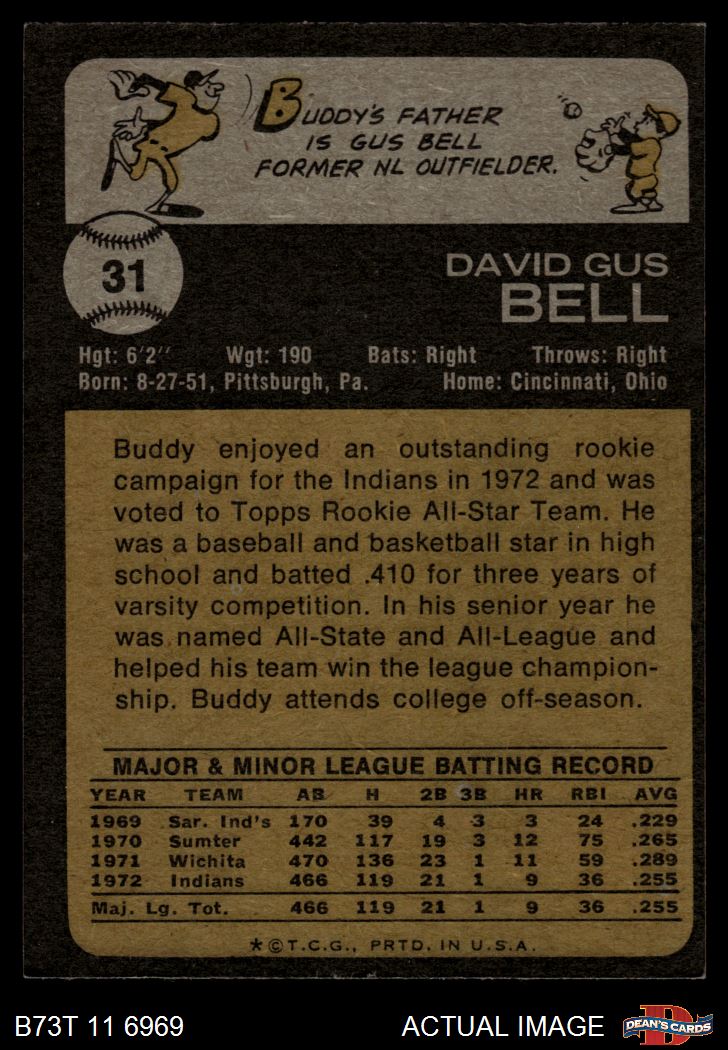 BUDDY'S FATHER
IS GUS BELL
FORMER NL OUTFIELDER.
31
DAVID GUS
BELL
Hgt: 6'2" Wgt: 190 Bats: Right Throws: Right
Born: 8-27-51, Pittsburgh, Pa. Home: Cincinnati, Ohio
Buddy enjoyed an outstanding rookie
campaign for the Indians in 1972 and was
voted to Topps Rookie All-Star Team. He
was a baseball and basketball star in high
school and batted .410 for three years of
varsity competition. In his senior year he
was named All-State and All-League and
helped his team win the league champion-
ship. Buddy attends college off-season.
MAJOR & MINOR LEAGUE BATTING RECORD
YEAR TEAM AB H 2B 3B HR RBI AVG
1969 Sar. Ind's 170 39 4 3 3 24 .229
1970 Sumter 442 117 19 3 12 75 .265
1971 Wichita 470 136 23 1 11 59 .289
1972 Indians 466 119 21 1 9 36 .255
Maj. Lg. Tot. 466 119 21 1 9 36 .255
*©T.C.G., PRTD. IN U.S.A.
B73T 11 6969 ACTUAL IMAGE
D
DEAN'S CARDS